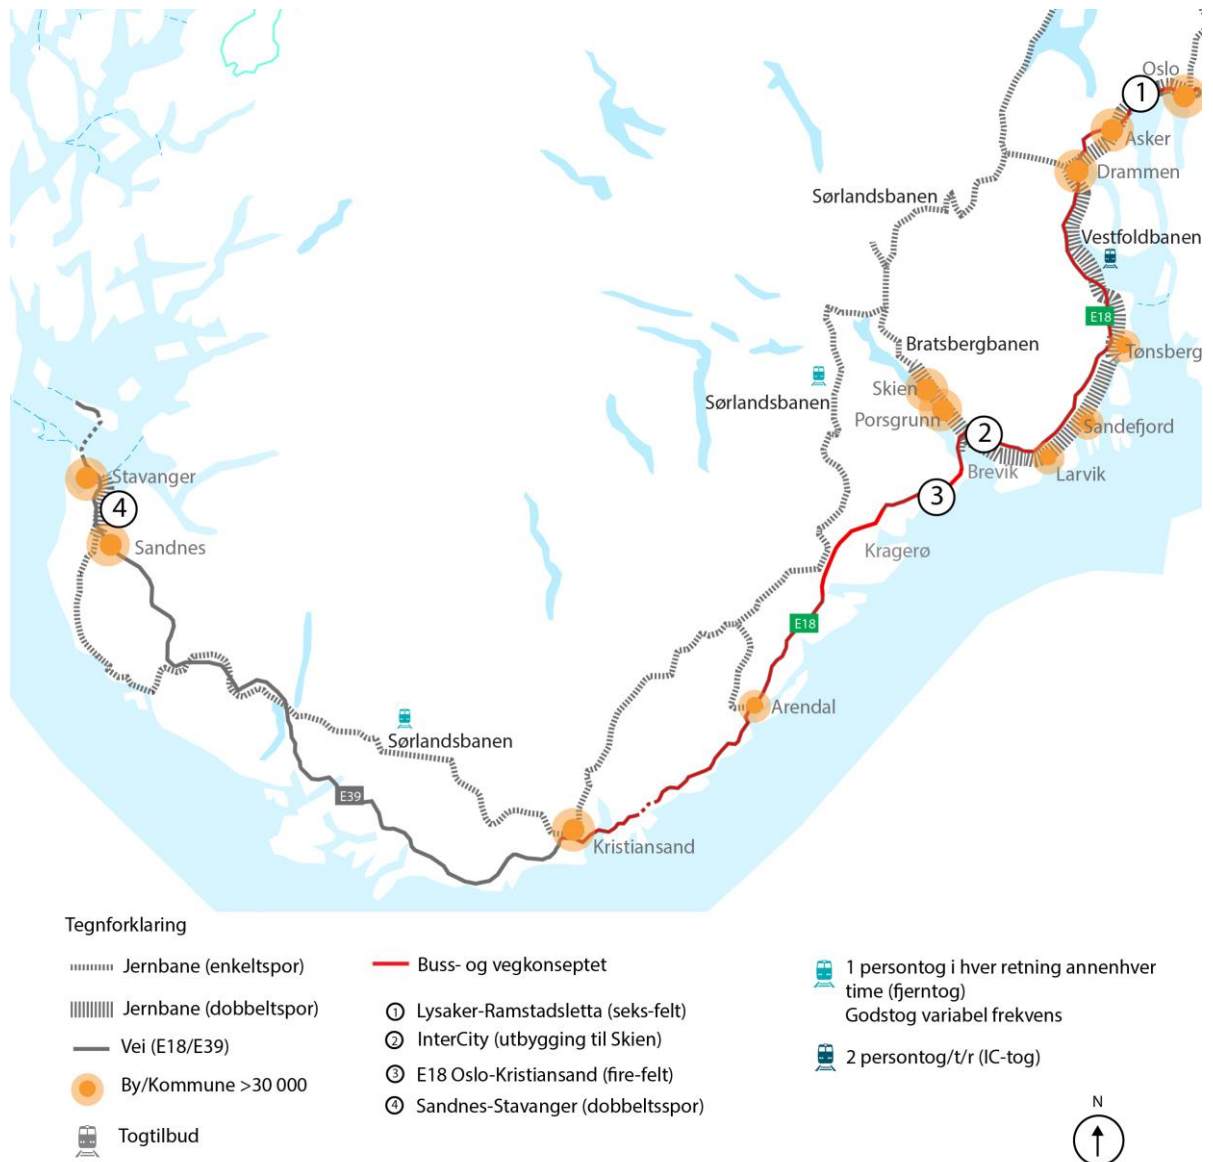 Oslo
1
Asker
Drammen
Sørlandsbanen
Vestfoldbanen
E18
Bratsbergbanen
Tønsberg
Skien
Sørlandsbanen
Porsgrunn
2
Sandefjord
Brevik
Larvik
Stavanger
3
4
Sandnes
Kragerø
E18
Arendal
Sørlandsbanen
E39
Kristiansand
Tegnforklaring
Jernbane (enkeltspor)
Jernbane (dobbeltspor)
Vei (E18/E39)
By/Kommune >30 000
Togtilbud
Buss- og vegkonseptet
1 Lysaker-Ramstadsletta (seks-felt)
2 InterCity (utbygging til Skien)
3 E18 Oslo-Kristiansand (fire-felt)
4 Sandnes-Stavanger (dobbeltsspor)
1 persontog i hver retning annenhver
time (fjerntog)
Godstog variabel frekvens
2 persontog/t/r (IC-tog)
N